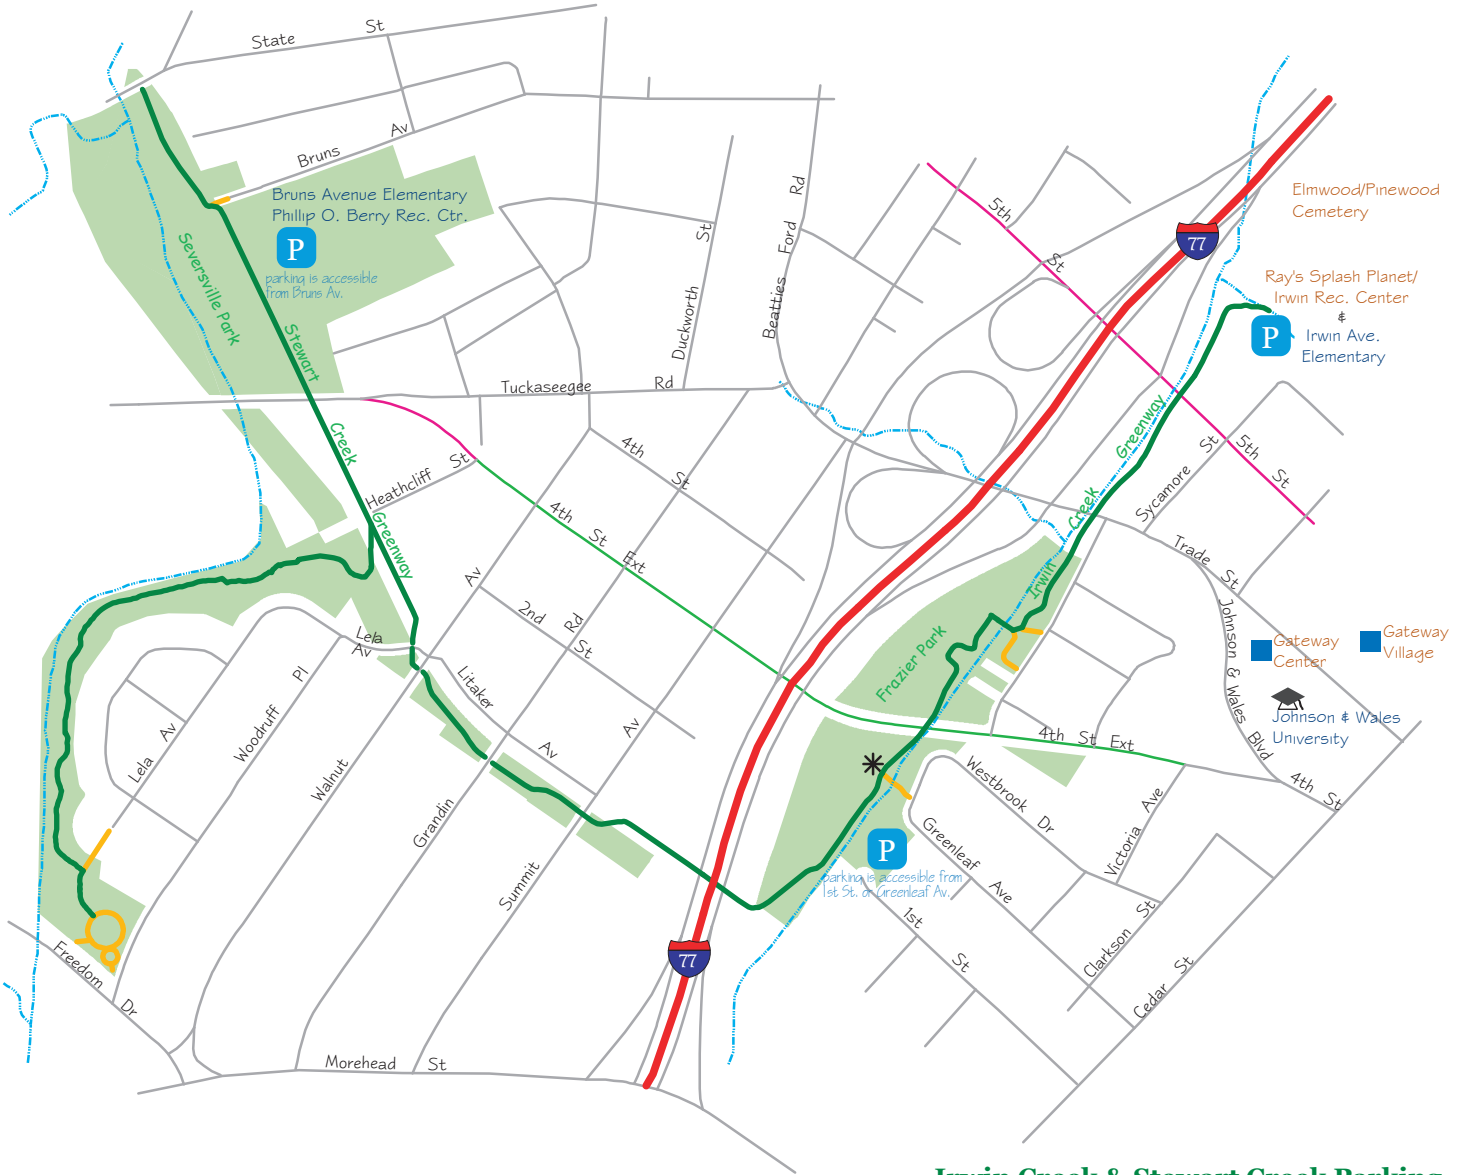 State St
Bruns Av
Bruns Avenue Elementary
Phillip O. Berry Rec. Ctr.
P
parking is accessible
from Bruns Av.
Seversville Park
Stewart
Creek
Greenway
Tuckaseegee Rd
Duckworth St
Beatties Ford Rd
5th St
77
Elmwood/Pinewood
Cemetery
Ray's Splash Planet/
Irwin Rec. Center
&
Irwin Ave.
Elementary
P
Heathcliff St
4th St
4th St Ext
Greenway
Creek
Irwin
Sycamore St
5th St
Trade St
2nd St
Rd
Av
Lela Av
Litaker Av
Av
Frazier Park
Johnson & Wales Blvd
Gateway
Center
Gateway
Village
Johnson & Wales
University
4th St Ext
4th St
Lela Av
Woodruff Pl
Walnut
Grandin
Summit
Westbrook Dr
Victoria Ave
Greenleaf Ave
P
parking is accessible from
1st St. or Greenleaf Av.
1st St
Clarkson St
Cedar St
77
Freedom Dr
Morehead St
Irwin Creek & Stewart Creek Parking